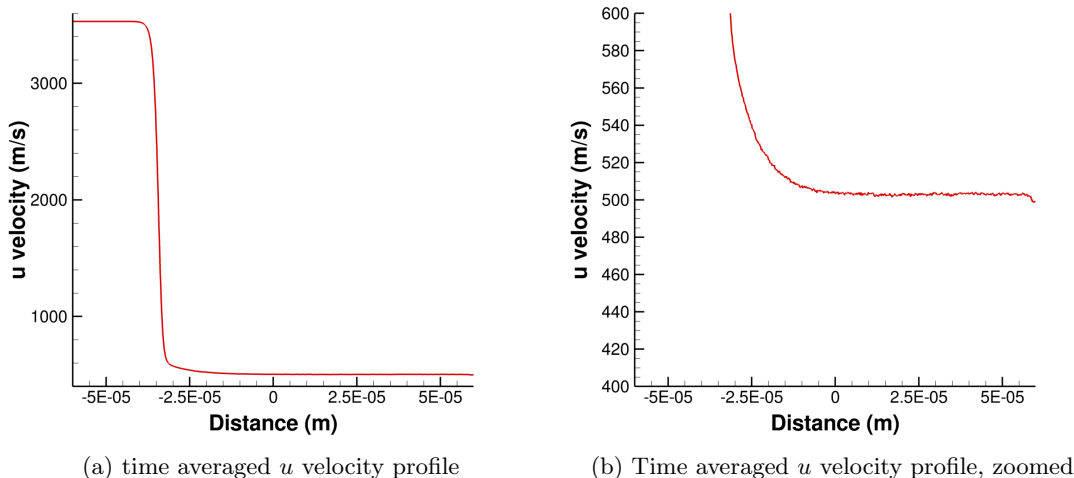 3000
2000
1000
u velocity (m/s)
-5E-05 -2.5E-05 0 2.5E-05 5E-05
Distance (m)
(a) time averaged u velocity profile
600
580
560
540
520
500
480
460
440
420
400
u velocity (m/s)
-5E-05 -2.5E-05 0 2.5E-05 5E-05
Distance (m)
(b) Time averaged u velocity profile, zoomed